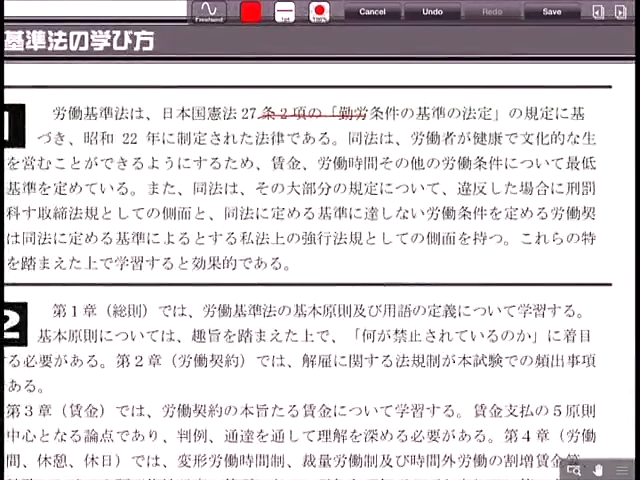 Freehand 1pt 100% Cancel Undo Redo Save
基準法の学び方
1 労働基準法は、日本国憲法27条2項の「勤労条件の基準の法定」の規定に基
づき、昭和 22 年に制定された法律である。同法は、労働者が健康で文化的な生
を営むことができるようにするため、賃金、労働時間その他の労働条件について最低
基準を定めている。また、同法は、その大部分の規定について、違反した場合に刑罰
科す取締法規としての側面と、同法に定める基準に達しない労働条件を定める労働契
は同法に定める基準によるとする私法上の強行法規としての側面を持つ。これらの特
を踏まえた上で学習すると効果的である。
2 第1章（総則）では、労働基準法の基本原則及び用語の定義について学習する。
基本原則については、趣旨を踏まえた上で、「何が禁止されているのか」に着目
る必要がある。第2章（労働契約）では、解雇に関する法規制が本試験での頻出事項
ある。
第3章（賃金）では、労働契約の本旨たる賃金について学習する。賃金支払の5原則
中心となる論点であり、判例、通達を通して理解を深める必要がある。第4章（労働
間、休憩、休日）では、変形労働時間制、裁量労働制及び時間外労働の割増賃金等、